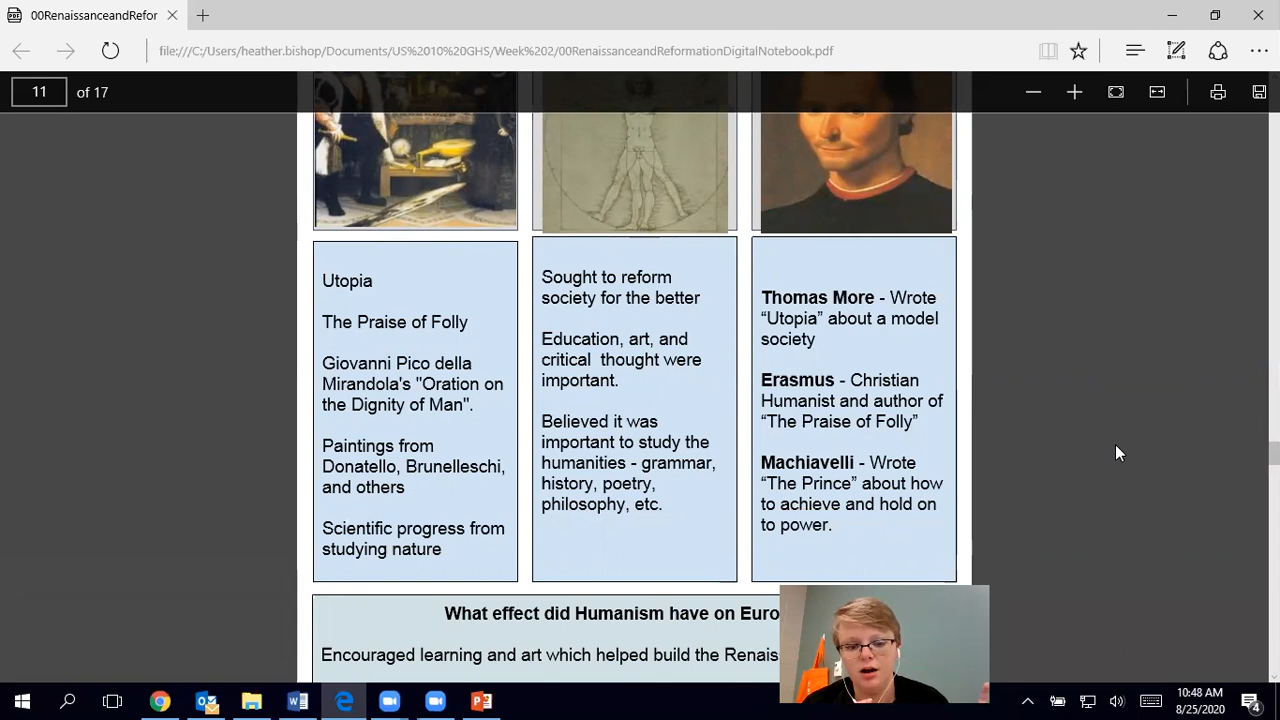 00RenaissanceandRefor
file:///C:/Users/heather.bishop/Documents/US%2010%20GHS/Week%202/00RenaissanceandReformationDigitalNotebook.pdf
11 of 17
Utopia
The Praise of Folly
Giovanni Pico della
Mirandola's "Oration on
the Dignity of Man".
Paintings from
Donatello, Brunelleschi,
and others
Scientific progress from
studying nature
Sought to reform
society for the better
Education, art, and
critical thought were
important.
Believed it was
important to study the
humanities - grammar,
history, poetry,
philosophy, etc.
Thomas More - Wrote
“Utopia” about a model
society
Erasmus - Christian
Humanist and author of
“The Praise of Folly”
Machiavelli - Wrote
“The Prince” about how
to achieve and hold on
to power.
What effect did Humanism have on Euro
Encouraged learning and art which helped build the Renais
10:48 AM
8/25/2020
4